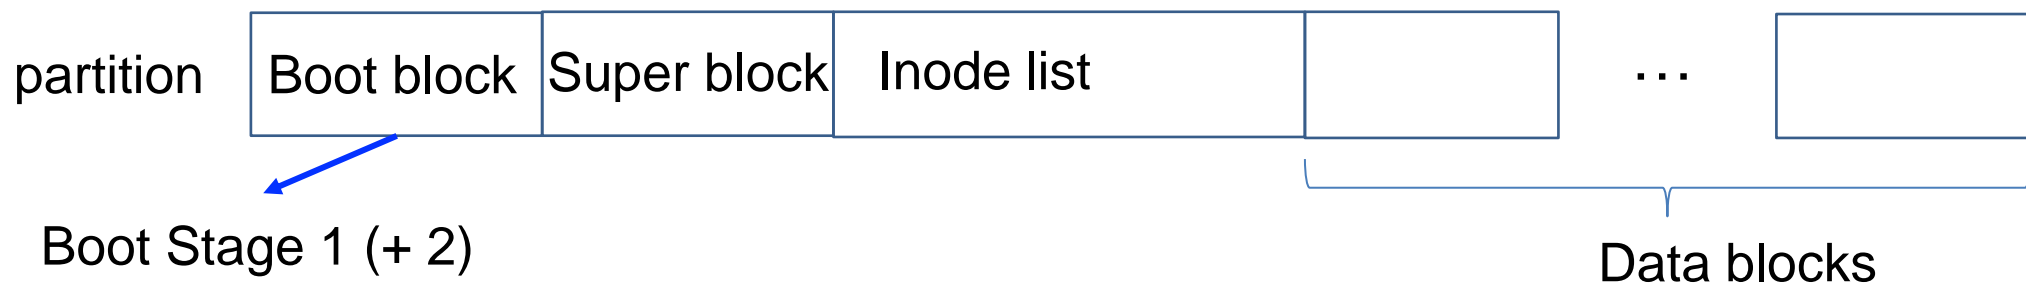 partition
Boot block
Super block
Inode list
...
Boot Stage 1 (+ 2)
Data blocks